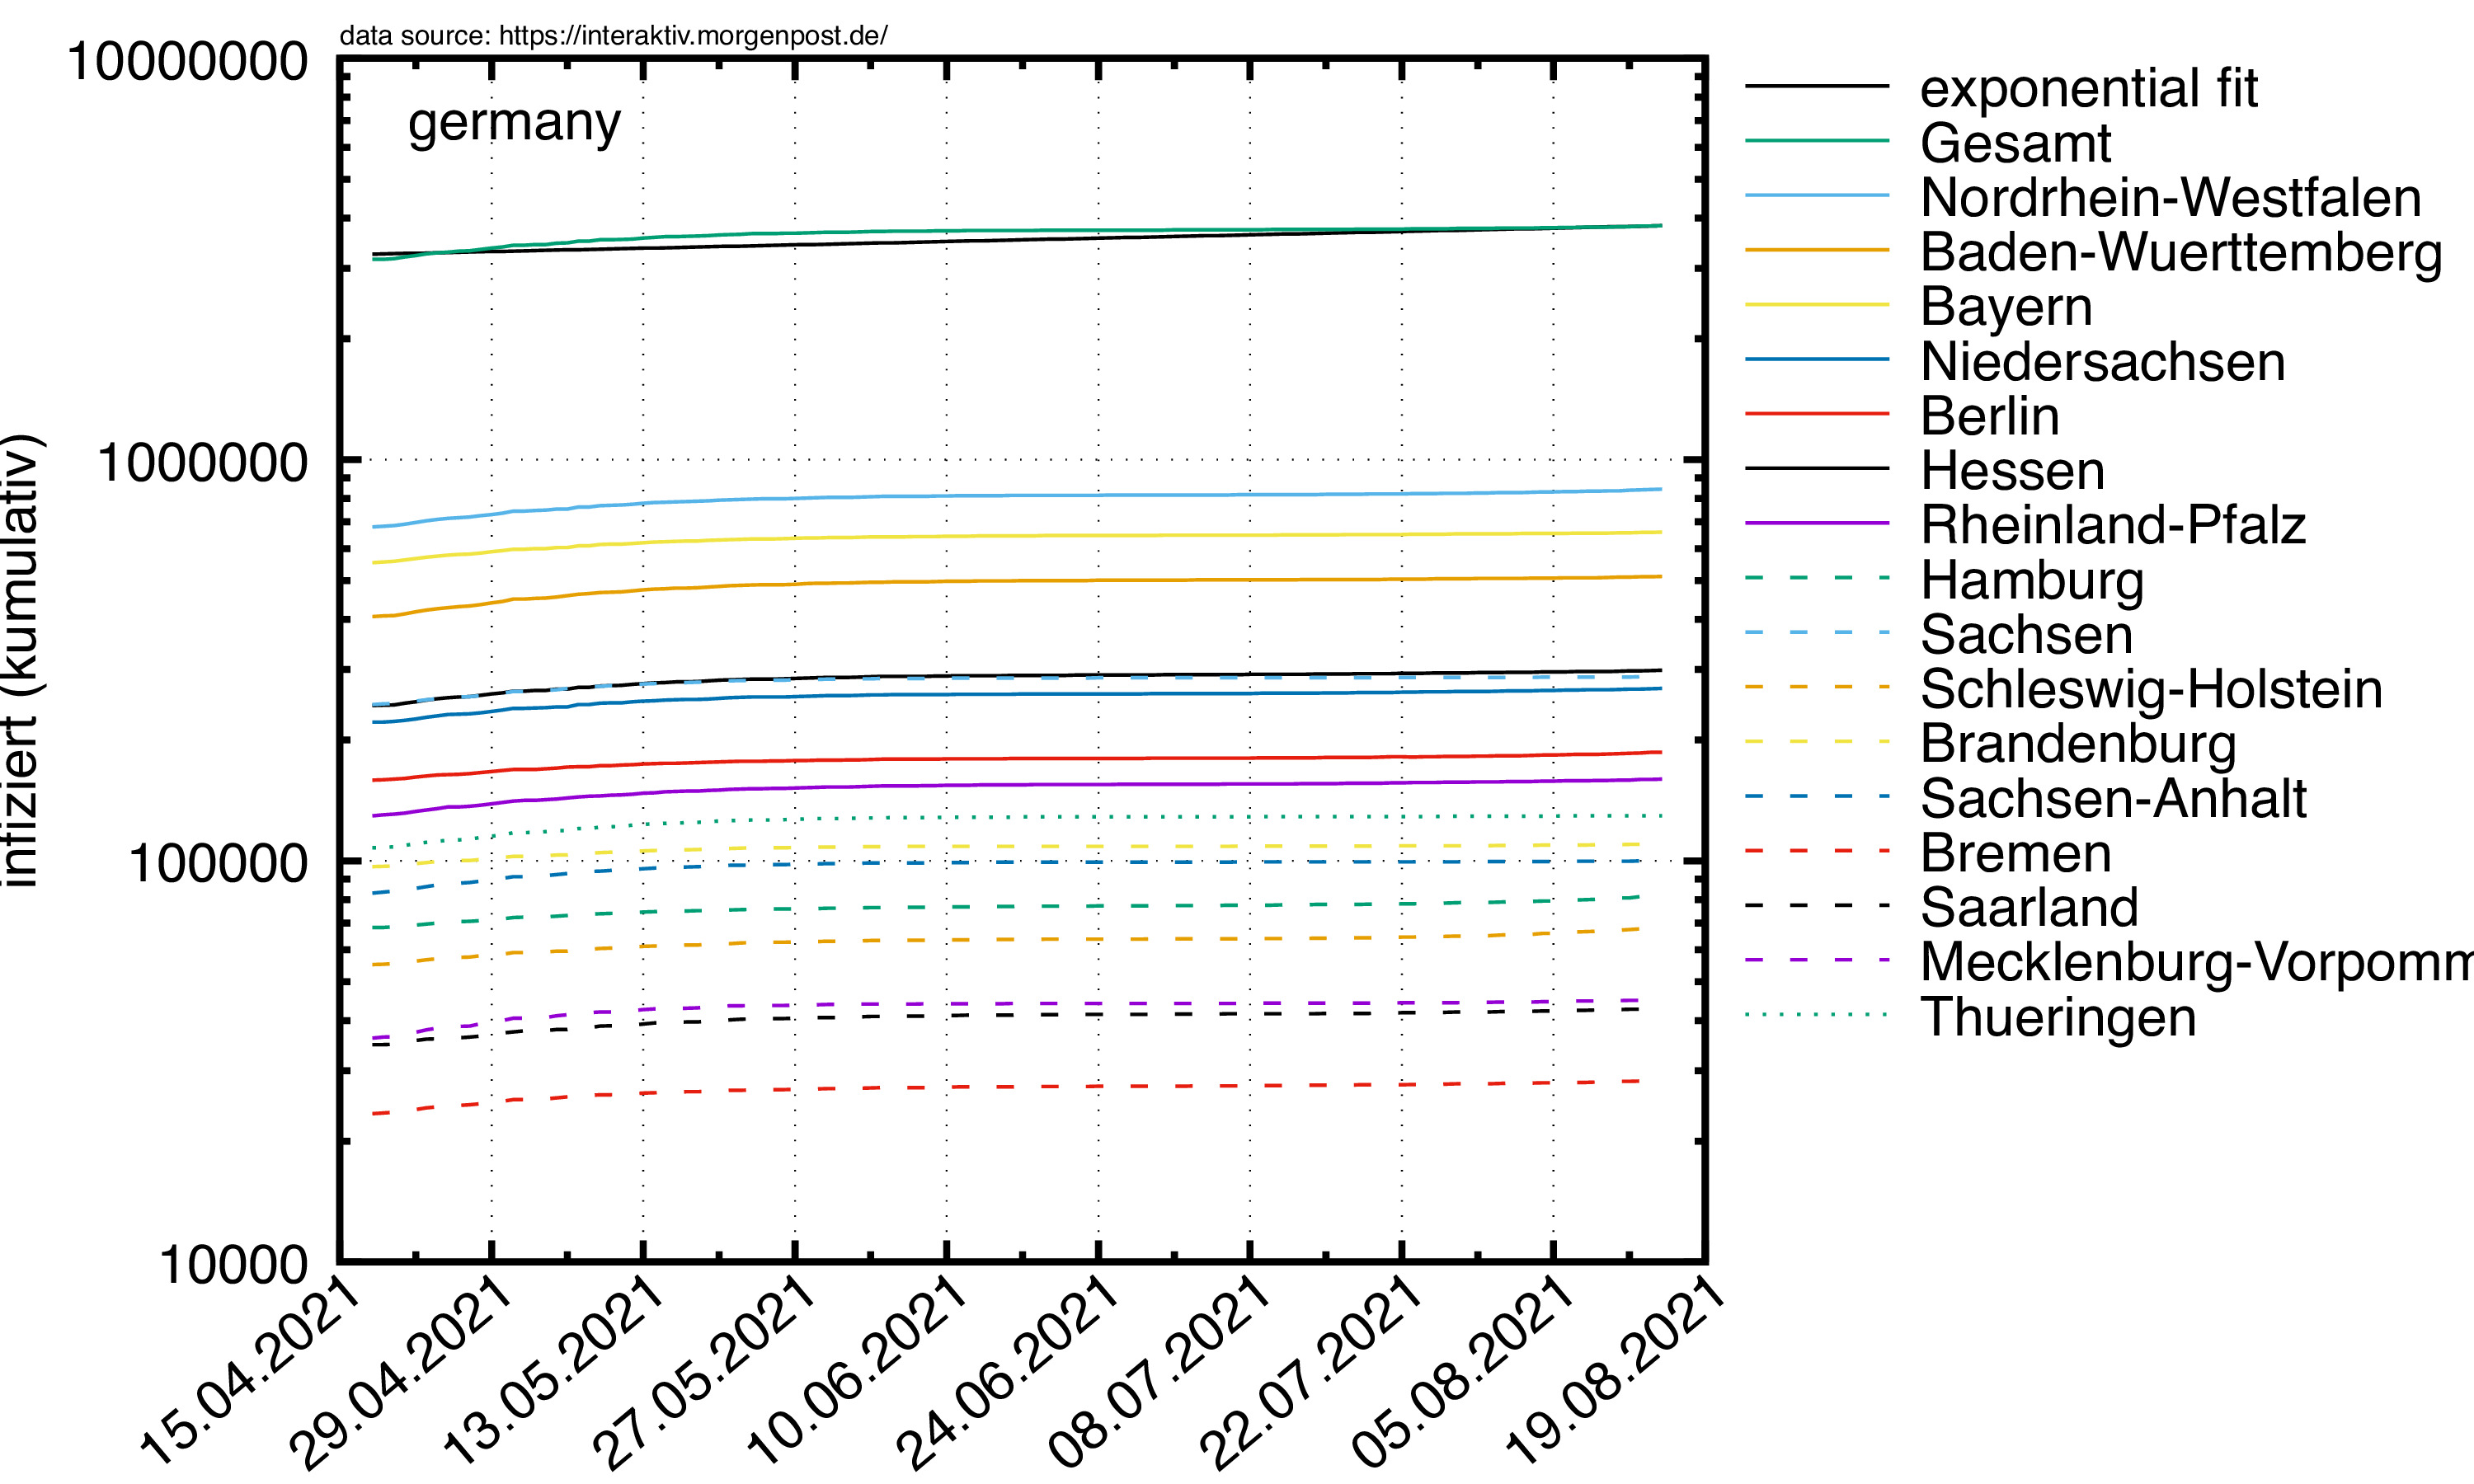 data source: https://interaktiv.morgenpost.de/
10000000
1000000
100000
10000
infiziert (kumulativ)
germany
exponential fit
Gesamt
Nordrhein-Westfalen
Baden-Wuerttemberg
Bayern
Niedersachsen
Berlin
Hessen
Rheinland-Pfalz
Hamburg
Sachsen
Schleswig-Holstein
Brandenburg
Sachsen-Anhalt
Bremen
Saarland
Mecklenburg-Vorpomm
Thueringen
15.04.2021
29.04.2021
13.05.2021
27.05.2021
10.06.2021
24.06.2021
08.07.2021
22.07.2021
05.08.2021
19.08.2021